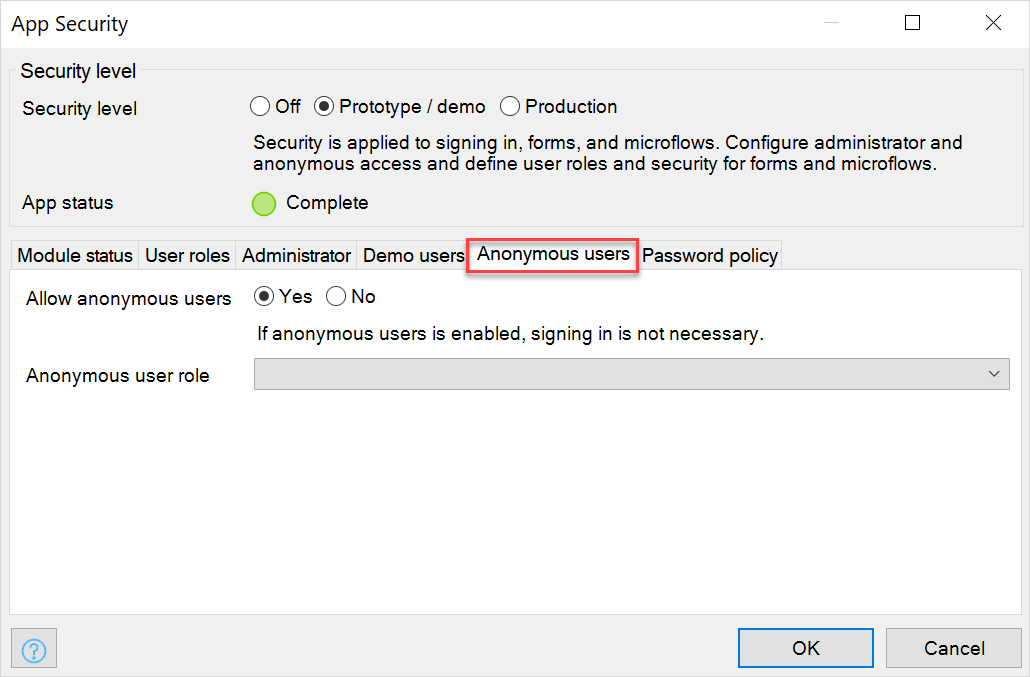 App Security
Security level
Security level Off Prototype / demo Production
Security is applied to signing in, forms, and microflows. Configure administrator and
anonymous access and define user roles and security for forms and microflows.
App status Complete
Module status User roles Administrator Demo users Anonymous users Password policy
Allow anonymous users Yes No
If anonymous users is enabled, signing in is not necessary.
Anonymous user role
? OK Cancel